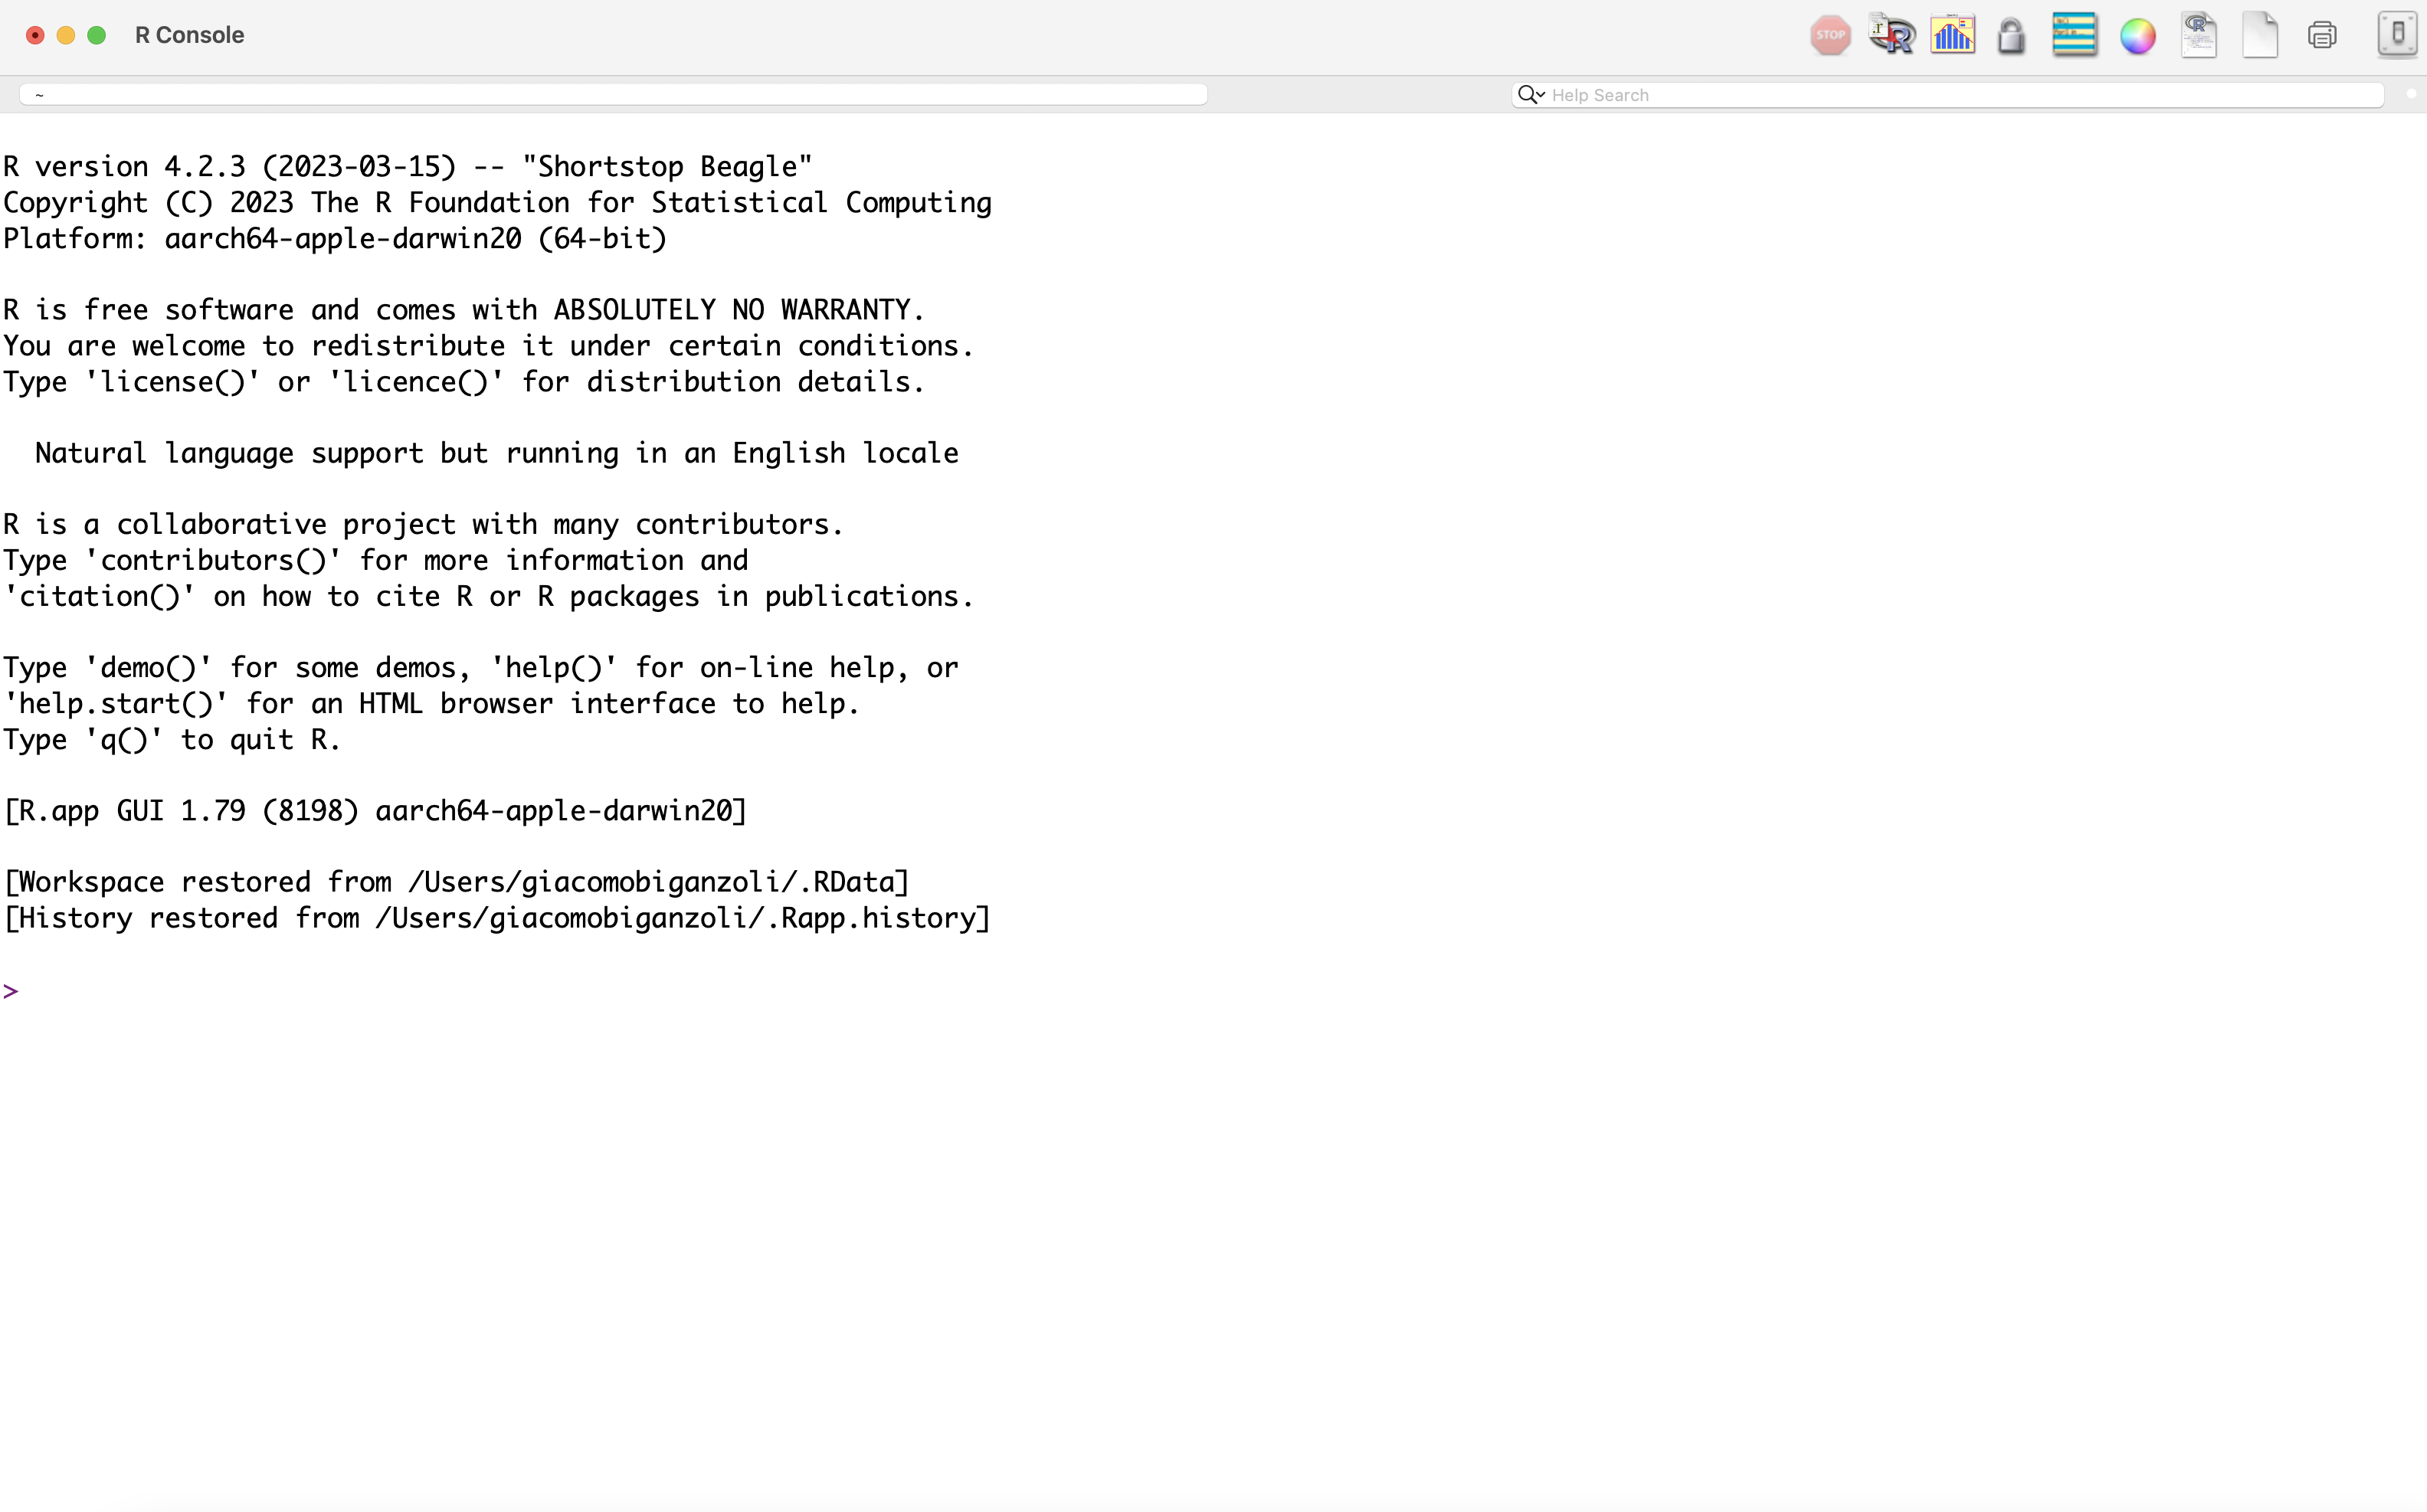 R Console
STOP
~
Help Search
R version 4.2.3 (2023-03-15) -- "Shortstop Beagle"
Copyright (C) 2023 The R Foundation for Statistical Computing
Platform: aarch64-apple-darwin20 (64-bit)
R is free software and comes with ABSOLUTELY NO WARRANTY.
You are welcome to redistribute it under certain conditions.
Type 'license()' or 'licence()' for distribution details.
Natural language support but running in an English locale
R is a collaborative project with many contributors.
Type 'contributors()' for more information and
'citation()' on how to cite R or R packages in publications.
Type 'demo()' for some demos, 'help()' for on-line help, or
'help.start()' for an HTML browser interface to help.
Type 'q()' to quit R.
[R.app GUI 1.79 (8198) aarch64-apple-darwin20]
[Workspace restored from /Users/giacomobiganzoli/.RData]
[History restored from /Users/giacomobiganzoli/.Rapp.history]
>